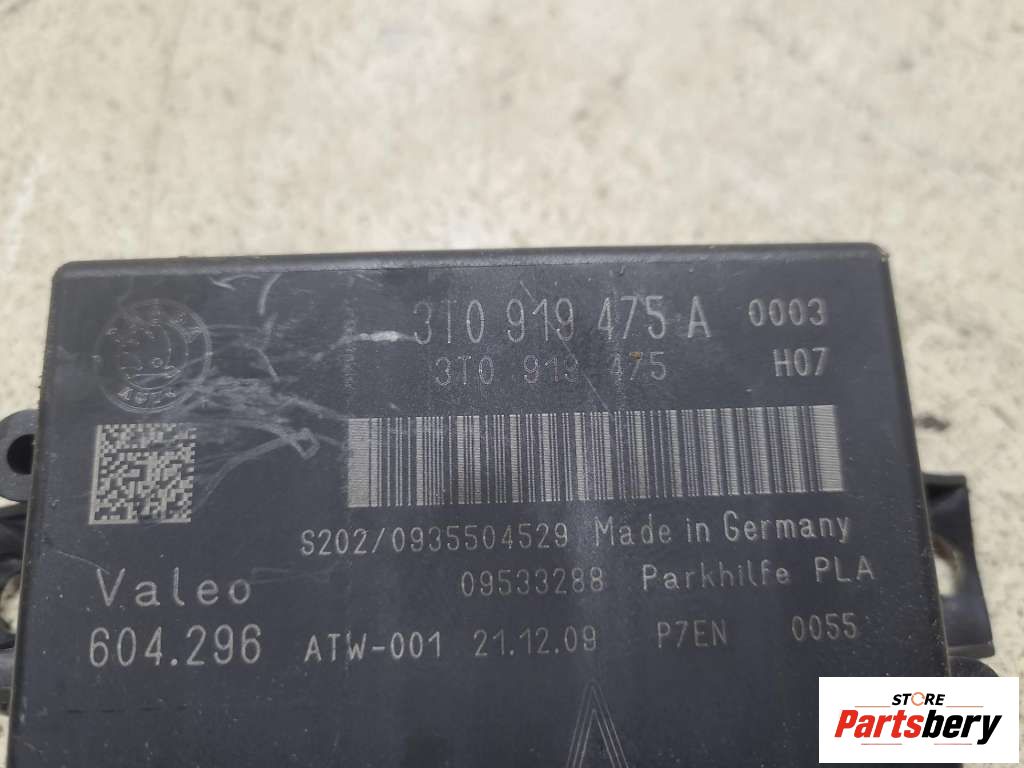 3T0 919 475 A 0003
3T0 919 475 H07
S202/0935504529 Made in Germany
Valeo 09533288 Parkhilfe PLA
604.296 ATW-001 21.12.09 P7EN 0055
STORE
Partsbery